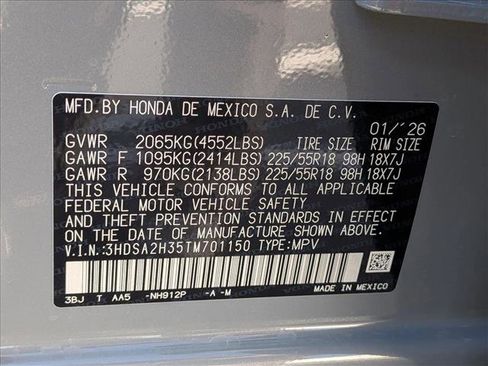 MFD.BY HONDA DE MEXICO S.A. DE C.V.
01/'26
GVWR 2065KG(4552LBS) TIRE SIZE RIM SIZE
GAWR F 1095KG(2414LBS) 225/55R18 98H 18X7J
GAWR R 970KG(2138LBS) 225/55R18 98H 18X7J
THIS VEHICLE CONFORMS TO ALL APPLICABLE
FEDERAL MOTOR VEHICLE SAFETY
AND THEFT PREVENTION STANDARDS IN EFFECT
ON THE DATE OF MANUFACTURE SHOWN ABOVE.
V.I.N.:3HDSA2H35TM701150 TYPE:MPV
3BJ T AA5 -NH912P -A -M
MADE IN MEXICO